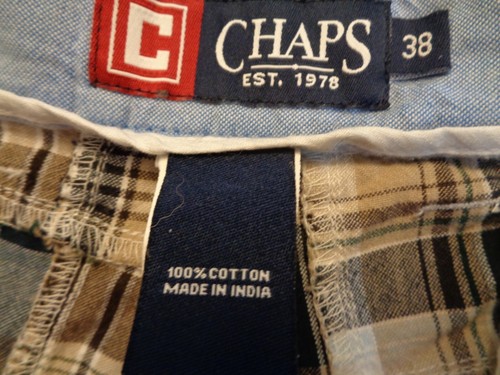 C CHAPS 38
EST. 1978
100% COTTON
MADE IN INDIA